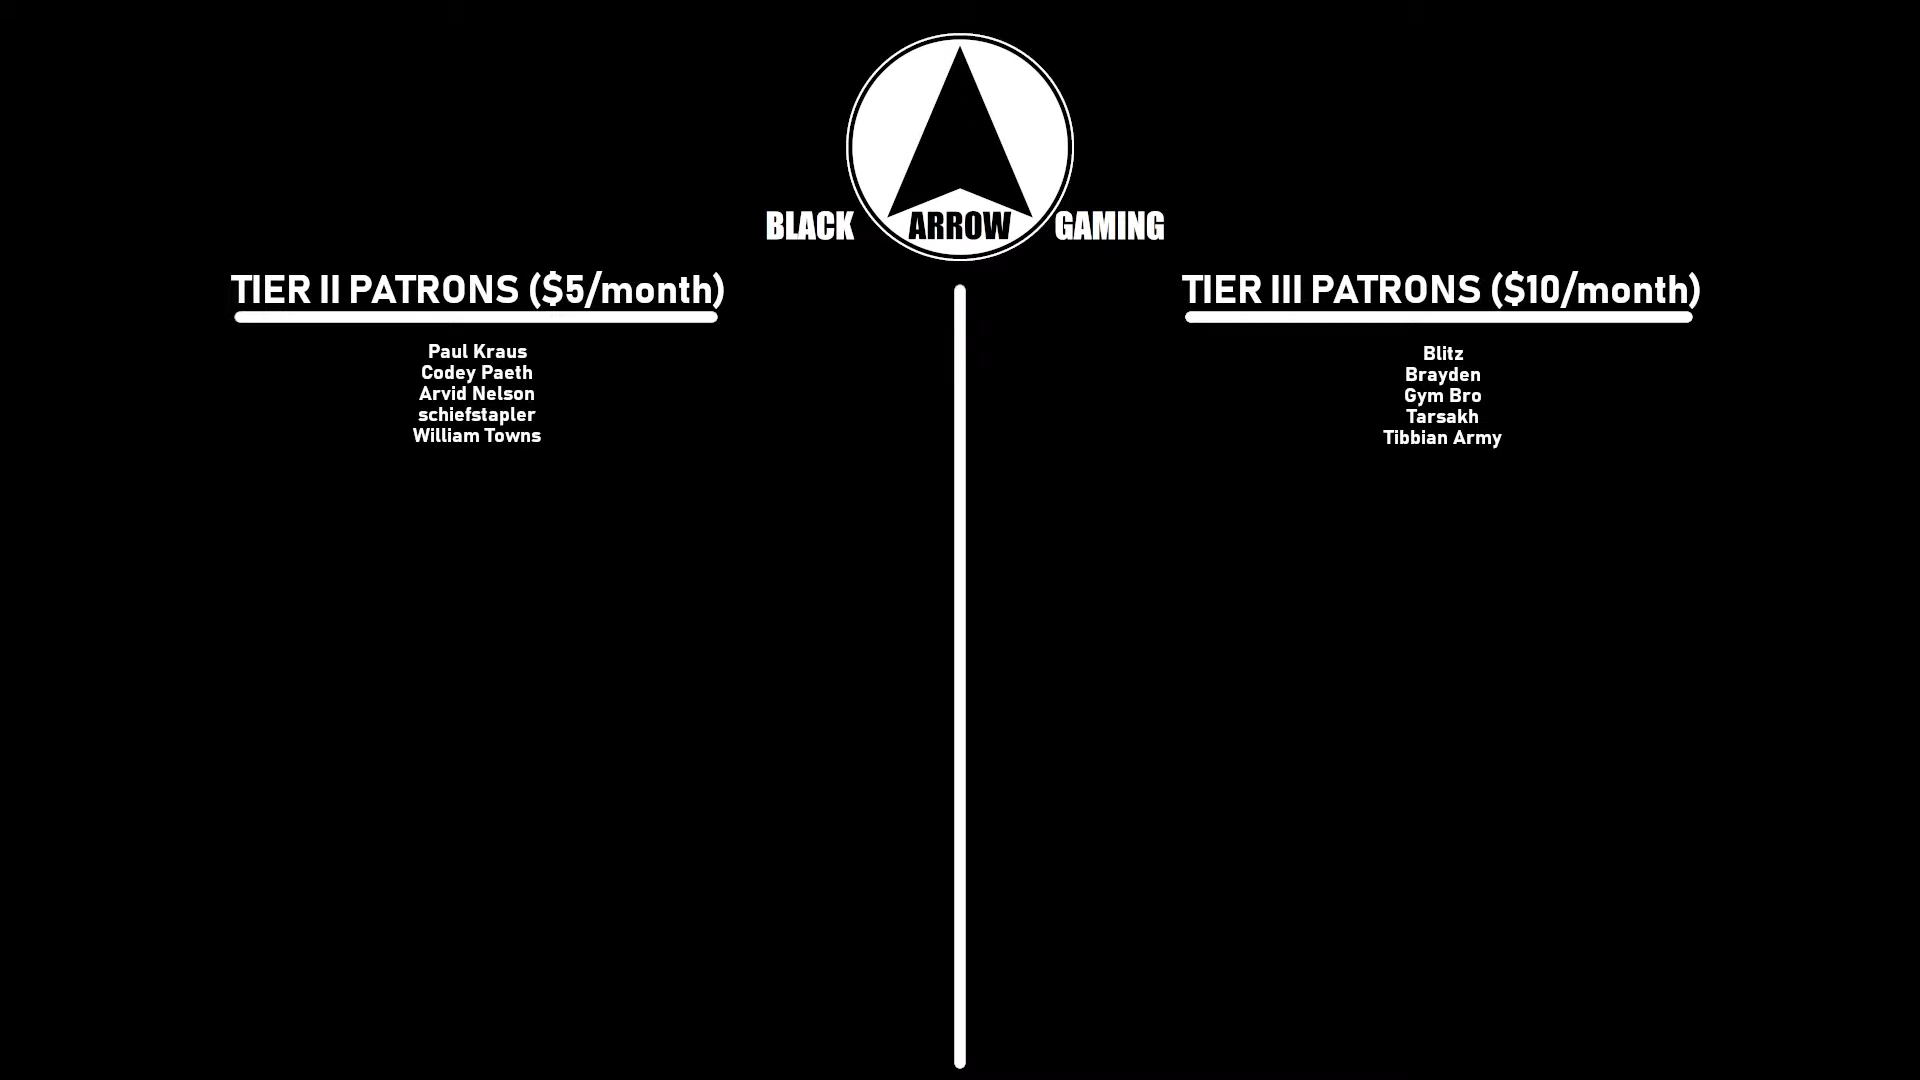 BLACK ARROW GAMING
TIER II PATRONS ($5/month)
Paul Kraus
Codey Paeth
Arvid Nelson
schiefstapler
William Towns
TIER III PATRONS ($10/month)
Blitz
Brayden
Gym Bro
Tarsakh
Tibbian Army